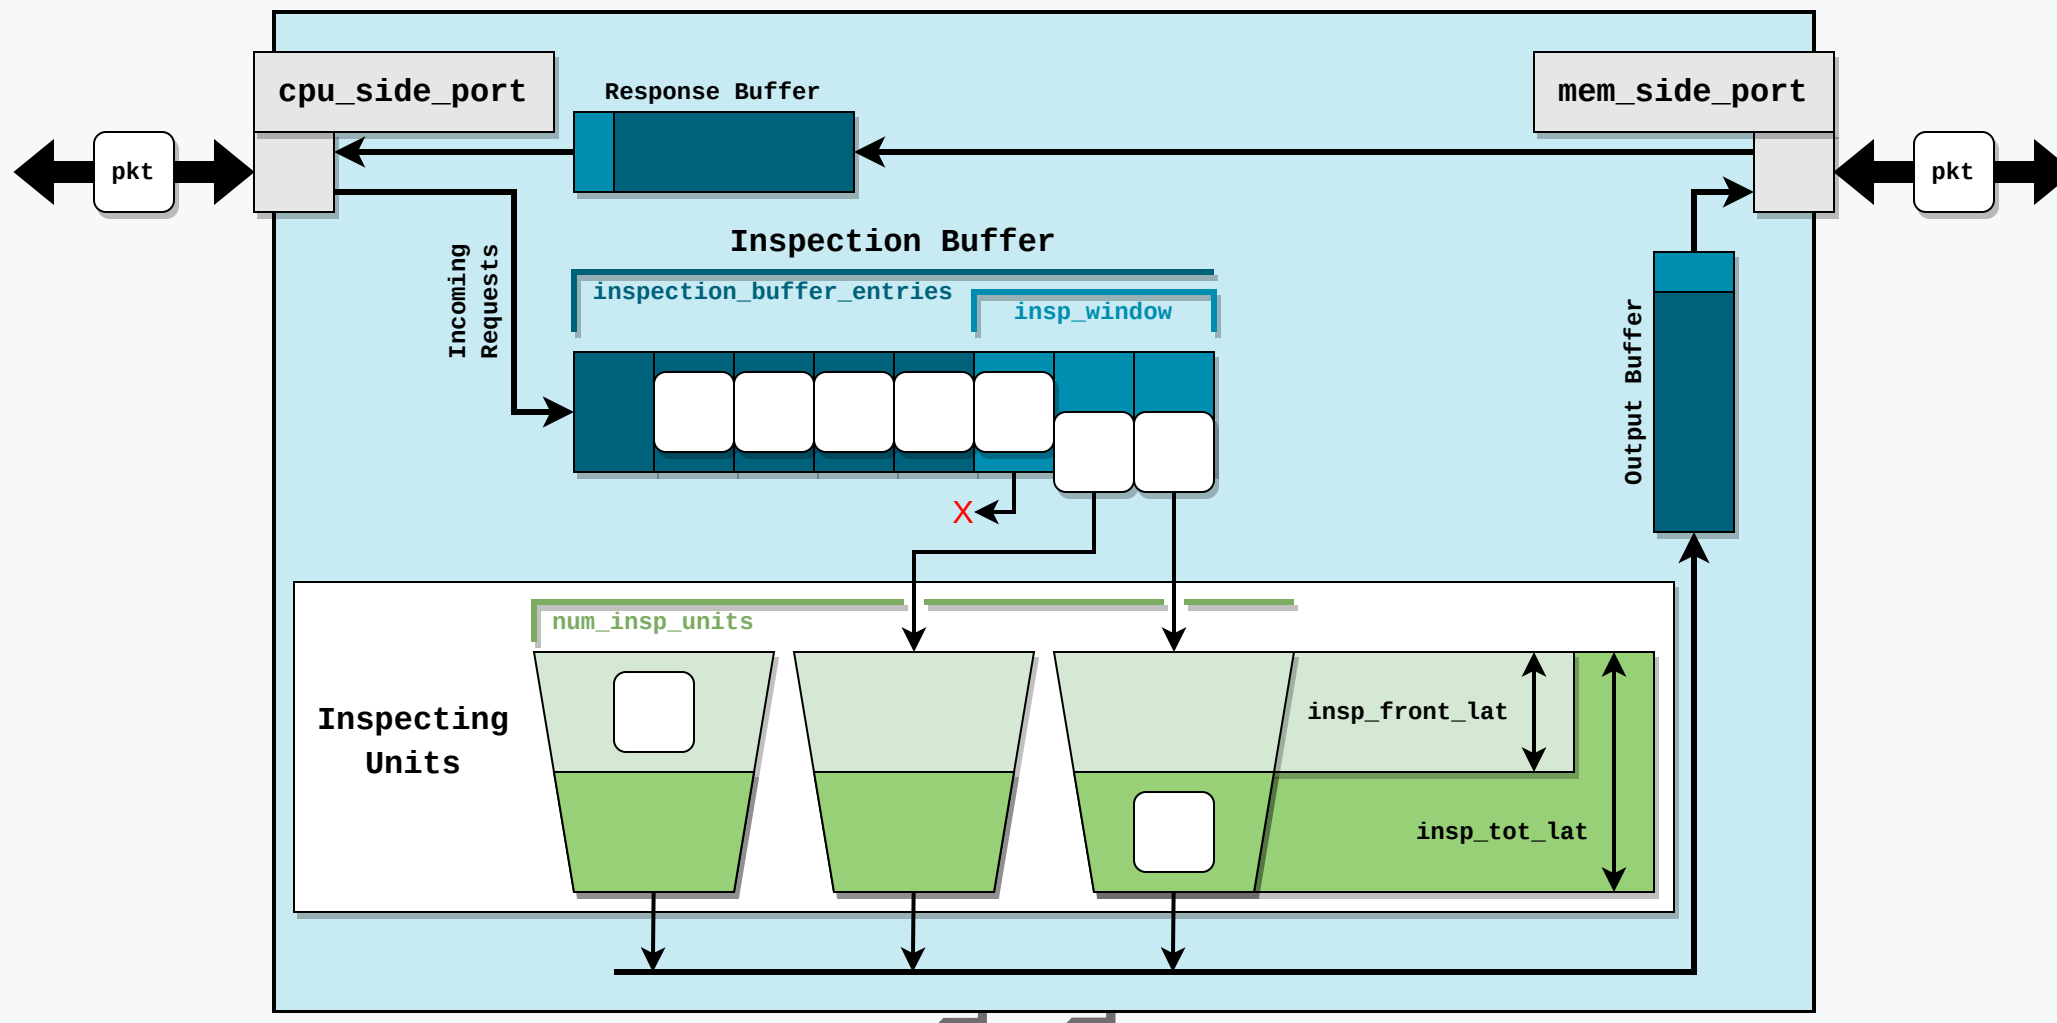 cpu_side_port
Response Buffer
mem_side_port
pkt
pkt
Inspection Buffer
Incoming
Requests
inspection_buffer_entries
insp_window
Output Buffer
X
num_insp_units
Inspecting
Units
insp_front_lat
insp_tot_lat